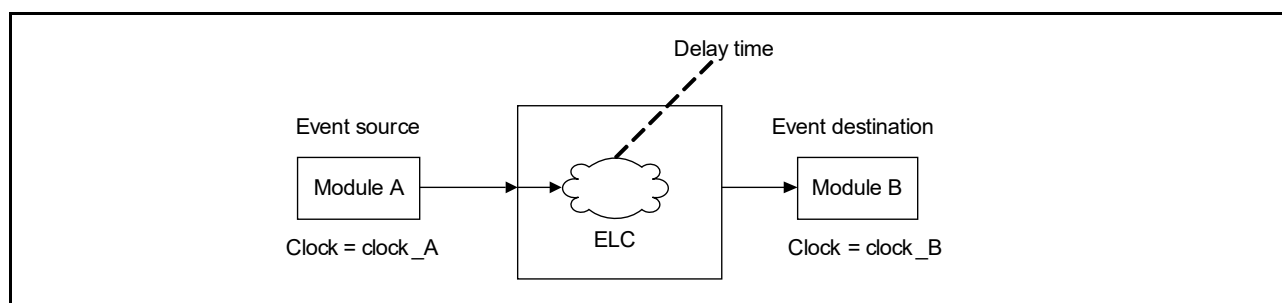 Delay time
Event source
Event destination
Module A
Module B
ELC
Clock = clock_A
Clock = clock_B